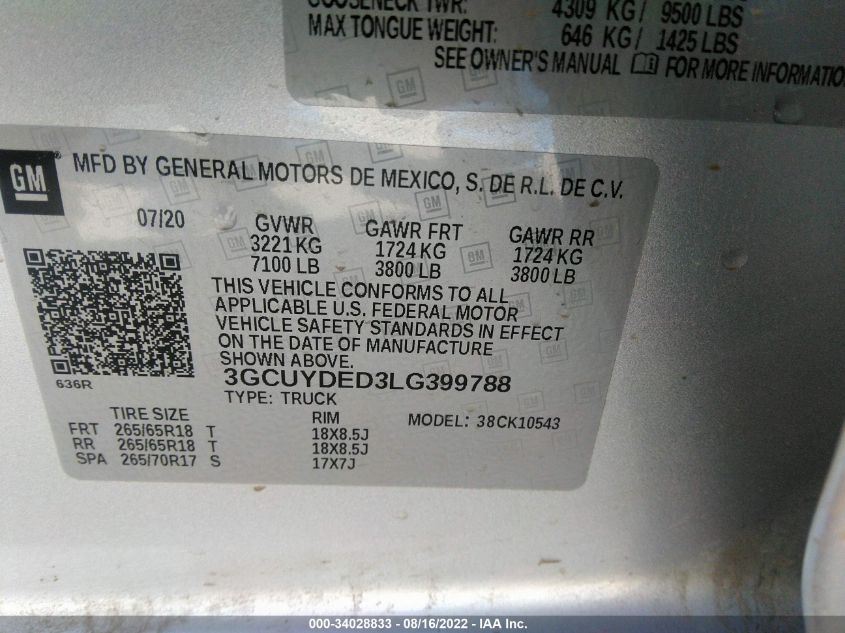 GOOSENECK TWR: 4309 KG/ 9500 LBS
MAX TONGUE WEIGHT: 646 KG/ 1425 LBS
SEE OWNER'S MANUAL FOR MORE INFORMATION
GM ® MFD BY GENERAL MOTORS DE MEXICO, S. DE R.L. DE C.V.
07/20 GVWR GAWR FRT GAWR RR
3221 KG 1724 KG 1724 KG
7100 LB 3800 LB 3800 LB
THIS VEHICLE CONFORMS TO ALL
APPLICABLE U.S. FEDERAL MOTOR
VEHICLE SAFETY STANDARDS IN EFFECT
ON THE DATE OF MANUFACTURE
SHOWN ABOVE.
636R 3GCUYDED3LG399788
TYPE: TRUCK
TIRE SIZE RIM MODEL: 38CK10543
FRT 265/65R18 T 18X8.5J
RR 265/65R18 T 18X8.5J
SPA 265/70R17 S 17X7J
000-34028833 - 08/16/2022 - IAA Inc.